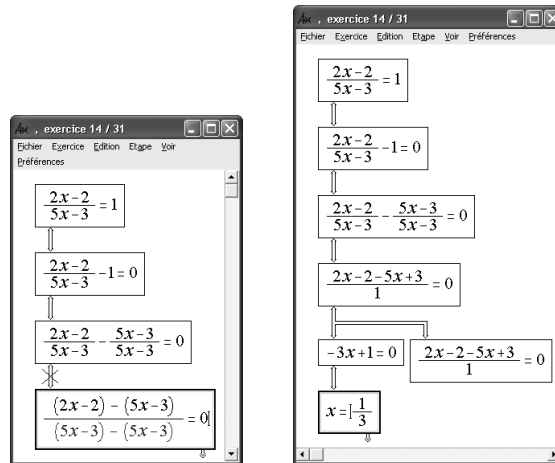 Aλx , exercice 14 / 31
Fichier Exercice Edition Etape Voir
Préférences
(2x−2)/(5x−3) = 1
(2x−2)/(5x−3) −1= 0
(2x−2)/(5x−3) − (5x−3)/(5x−3) = 0
((2x−2) − (5x−3))/((5x−3) − (5x−3)) = 0
, exercice 14 / 31
Fichier Exercice Edition Etape Voir Préférences
(2x−2)/(5x−3) = 1
(2x−2)/(5x−3) −1= 0
(2x−2)/(5x−3) − (5x−3)/(5x−3) = 0
(2x−2−5x+3)/1 = 0
−3x+1= 0 (2x−2−5x+3)/1 = 0
x = 1/3